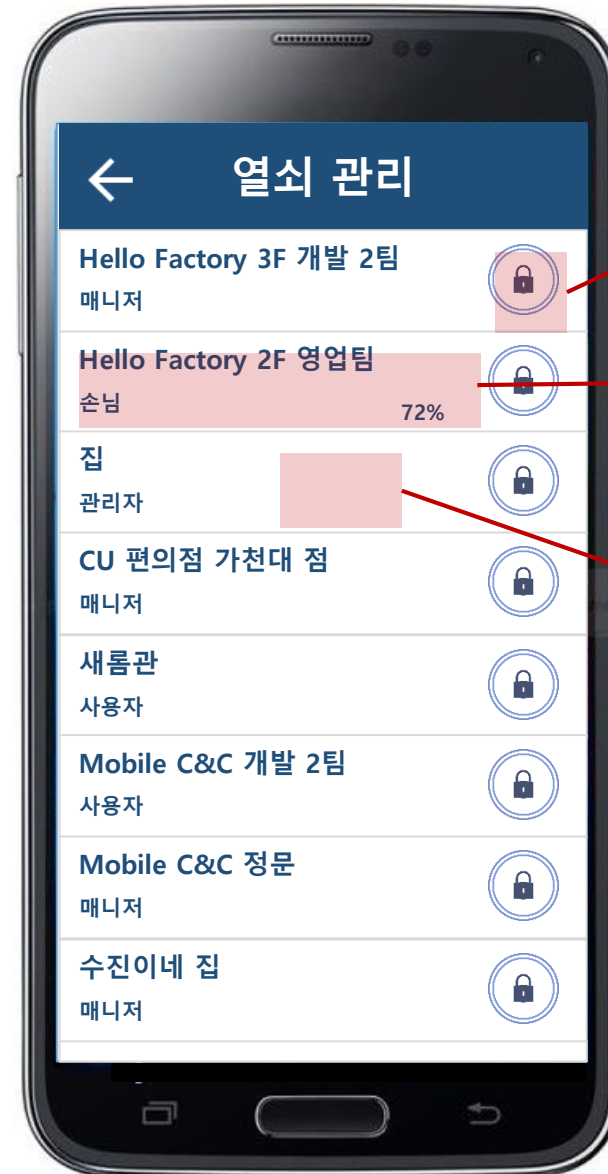 열쇠 관리
Hello Factory 3F 개발 2팀
매니저
Hello Factory 2F 영업팀
손님
72%
집
관리자
CU 편의점 가천대 점
매니저
새롬관
사용자
Mobile C&C 개발 2팀
사용자
Mobile C&C 정문
매니저
수진이네 집
매니저